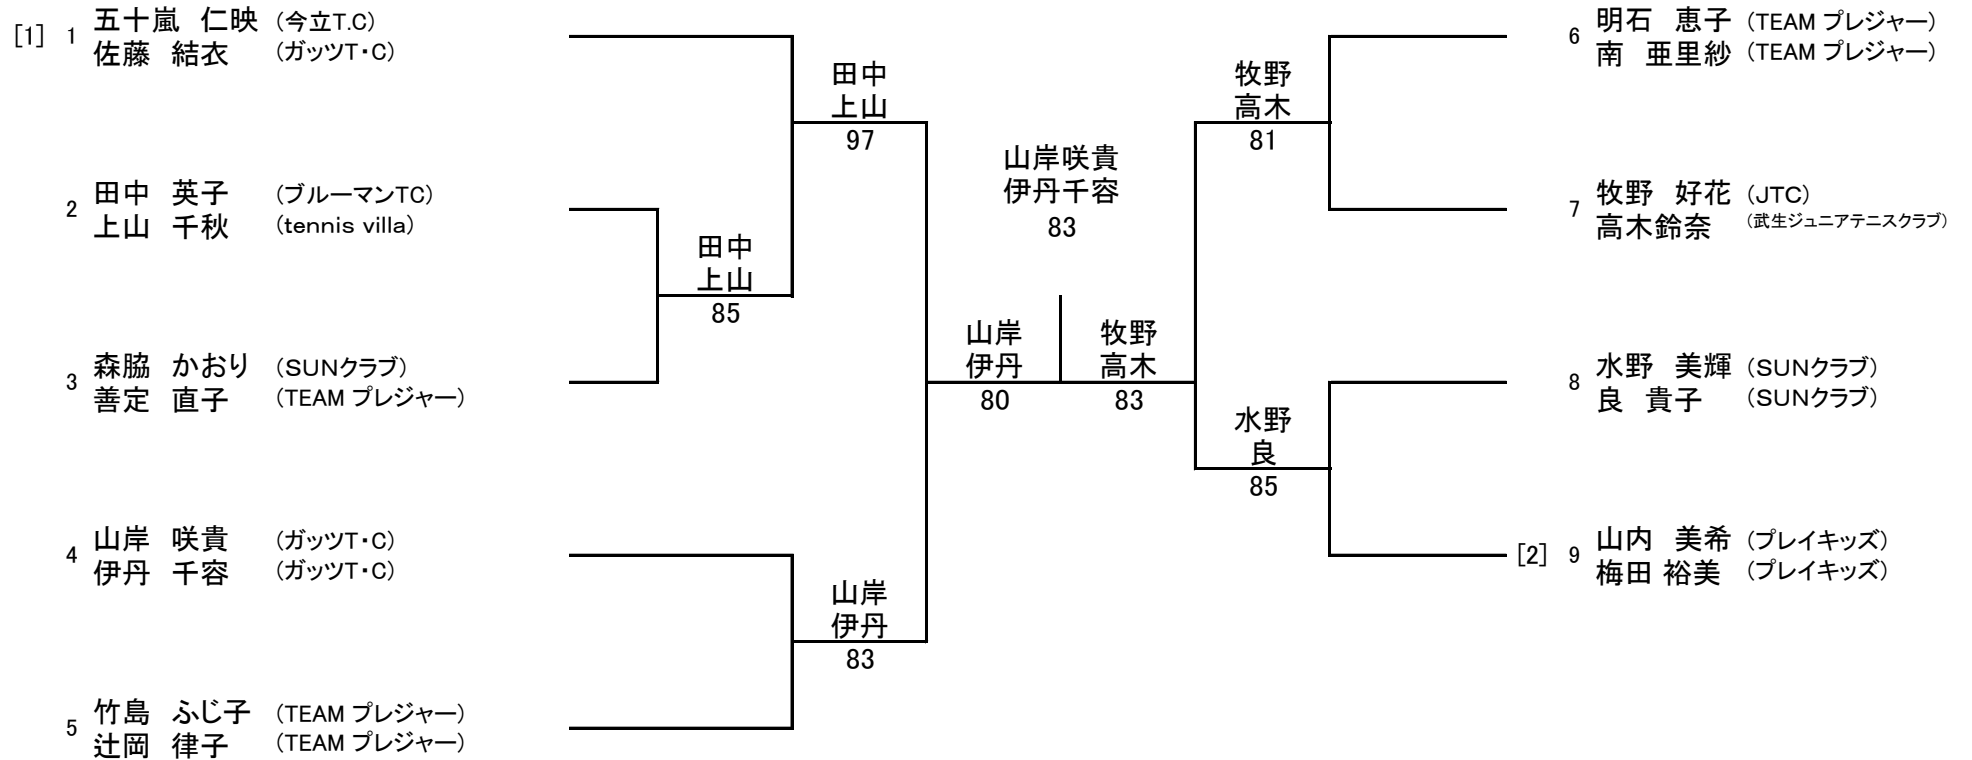 [1] 1 五十嵐 仁映 (今立T.C)
佐藤 結衣 (ガッツT・C)
2 田中 英子 (ブルーマンTC)
上山 千秋 (tennis villa)
3 森脇 かおり (SUNクラブ)
善定 直子 (TEAM プレジャー)
4 山岸 咲貴 (ガッツT・C)
伊丹 千容 (ガッツT・C)
5 竹島 ふじ子 (TEAM プレジャー)
辻岡 律子 (TEAM プレジャー)
田中
上山
85
田中
上山
97
山岸
伊丹
83
山岸
伊丹
80
山岸咲貴
伊丹千容
83
牧野
高木
83
牧野
高木
81
水野
良
85
6 明石 恵子 (TEAM プレジャー)
南 亜里紗 (TEAM プレジャー)
7 牧野 好花 (JTC)
高木鈴奈 (武生ジュニアテニスクラブ)
8 水野 美輝 (SUNクラブ)
良 貴子 (SUNクラブ)
[2] 9 山内 美希 (プレイキッズ)
梅田 裕美 (プレイキッズ)